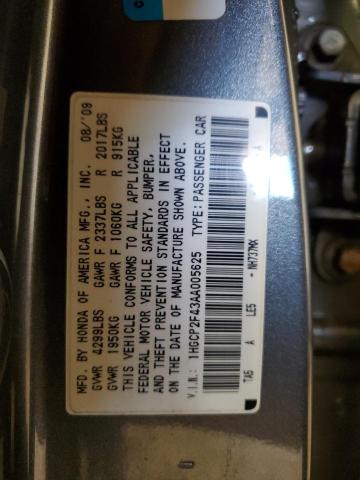 MFD. BY HONDA OF AMERICA MFG., INC. 08/'09
GVWR 4299LBS GAWR F 2337LBS R 2017LBS
GVWR 1950KG GAWR F 1060KG R 915KG
THIS VEHICLE CONFORMS TO ALL APPLICABLE
FEDERAL MOTOR VEHICLE SAFETY, BUMPER,
AND THEFT PREVENTION STANDARDS IN EFFECT
ON THE DATE OF MANUFACTURE SHOWN ABOVE.
V.I.N.: 1HGCP2F43AA005625 TYPE:PASSENGER CAR
TA5 A LE5 - NH737MX